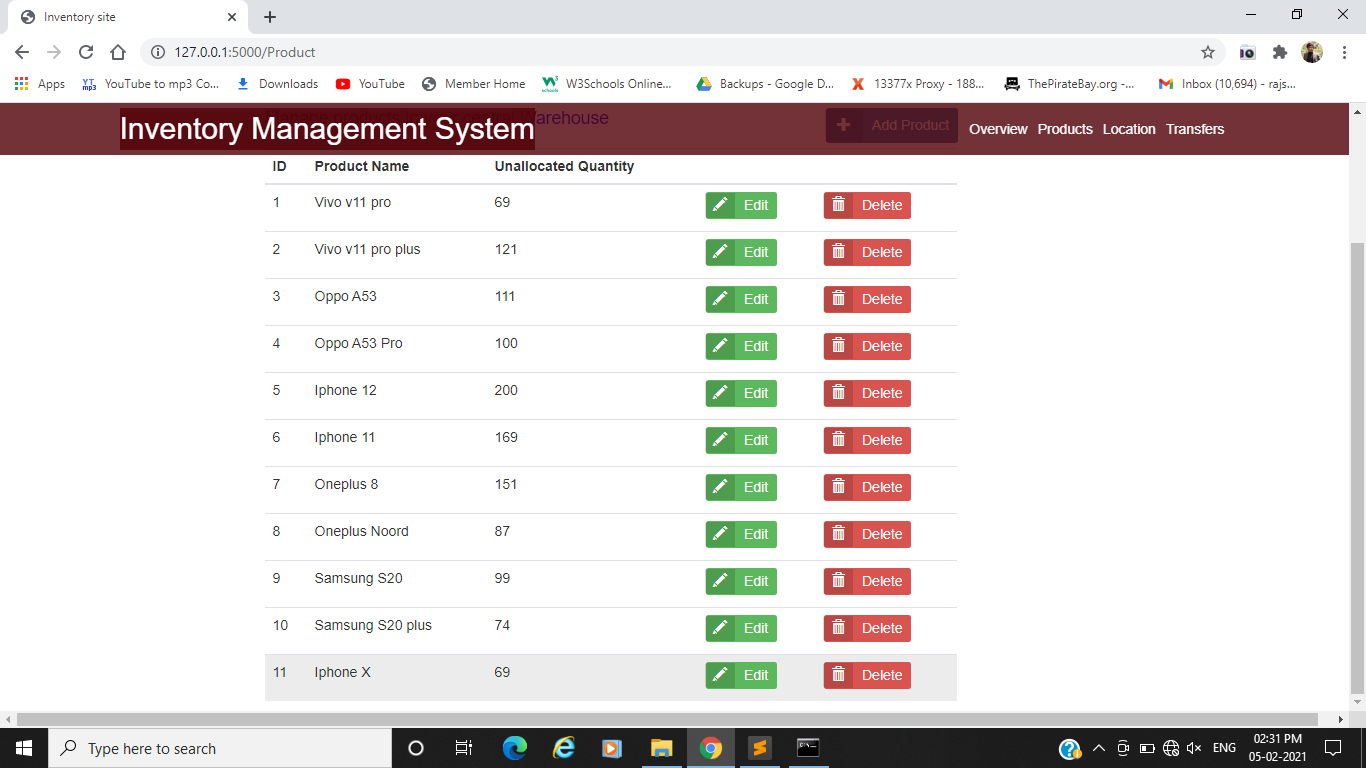 Inventory site
127.0.0.1:5000/Product
Apps YT mp3 YouTube to mp3 Co... Downloads YouTube Member Home W3 schools W3Schools Online... Backups - Google D... X 13377x Proxy - 188... ThePirateBay.org -... Inbox (10,694) - rajs...
Warehouse
Inventory Management System Add Product Overview Products Location Transfers
ID Product Name Unallocated Quantity
1 Vivo v11 pro 69 Edit Delete
2 Vivo v11 pro plus 121 Edit Delete
3 Oppo A53 111 Edit Delete
4 Oppo A53 Pro 100 Edit Delete
5 Iphone 12 200 Edit Delete
6 Iphone 11 169 Edit Delete
7 Oneplus 8 151 Edit Delete
8 Oneplus Noord 87 Edit Delete
9 Samsung S20 99 Edit Delete
10 Samsung S20 plus 74 Edit Delete
11 Iphone X 69 Edit Delete
Type here to search ENG 02:31 PM
05-02-2021